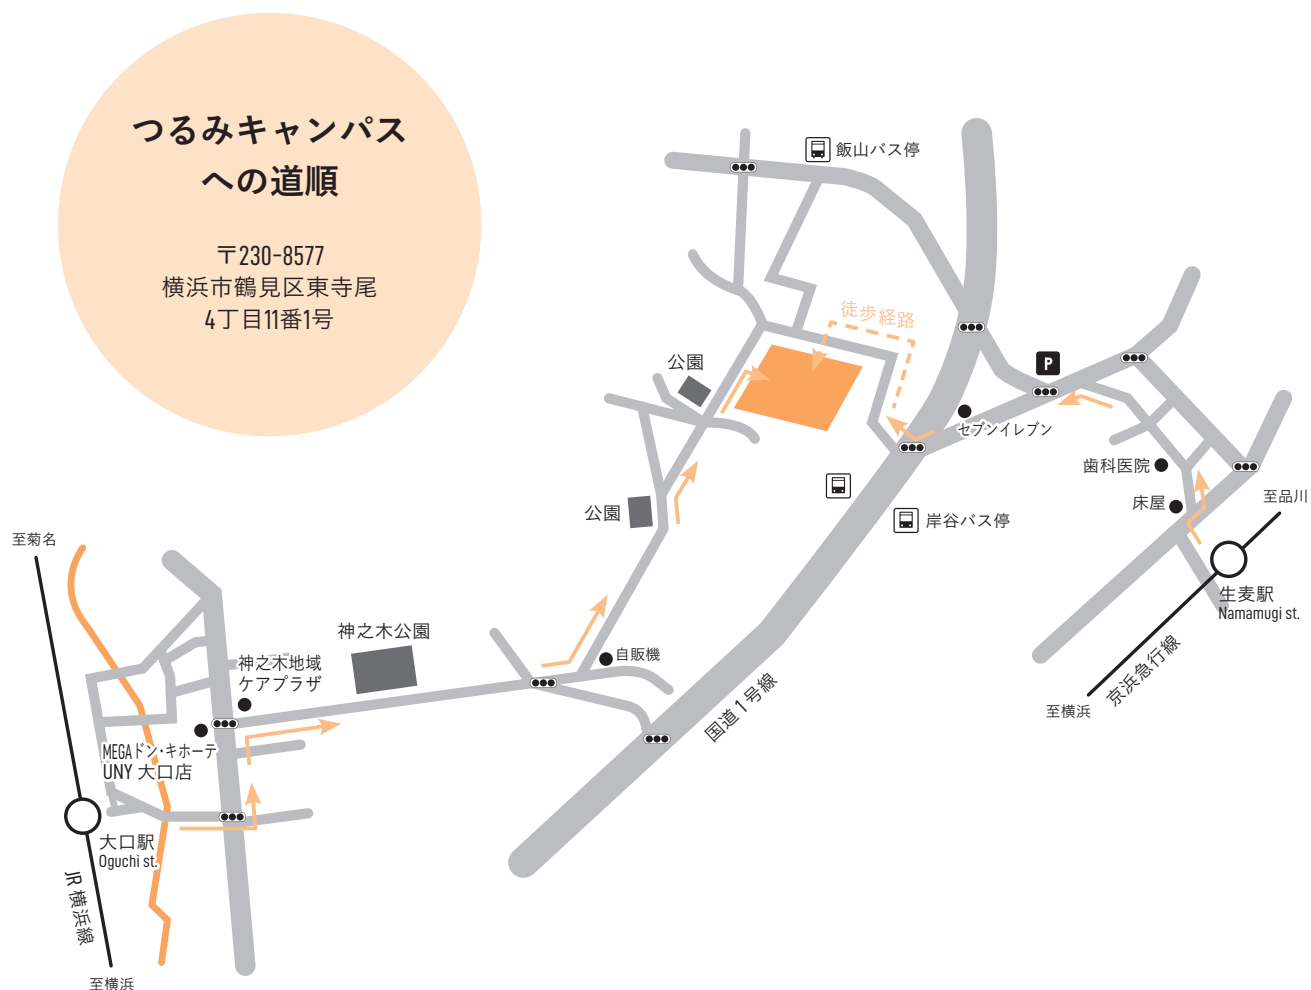 つるみキャンパス
への道順
〒230-8577
横浜市鶴見区東寺尾
4丁目11番1号
飯山バス停
徒歩経路
公園
P
セブンイレブン
歯科医院
床屋
至品川
公園
岸谷バス停
生麦駅
Namamugi st.
京浜急行線
至横浜
至菊名
神之木公園
自販機
神之木地域
ケアプラザ
国道1号線
MEGAドン・キホーテ
UNY 大口店
大口駅
Oguchi st.
JR 横浜線
至横浜